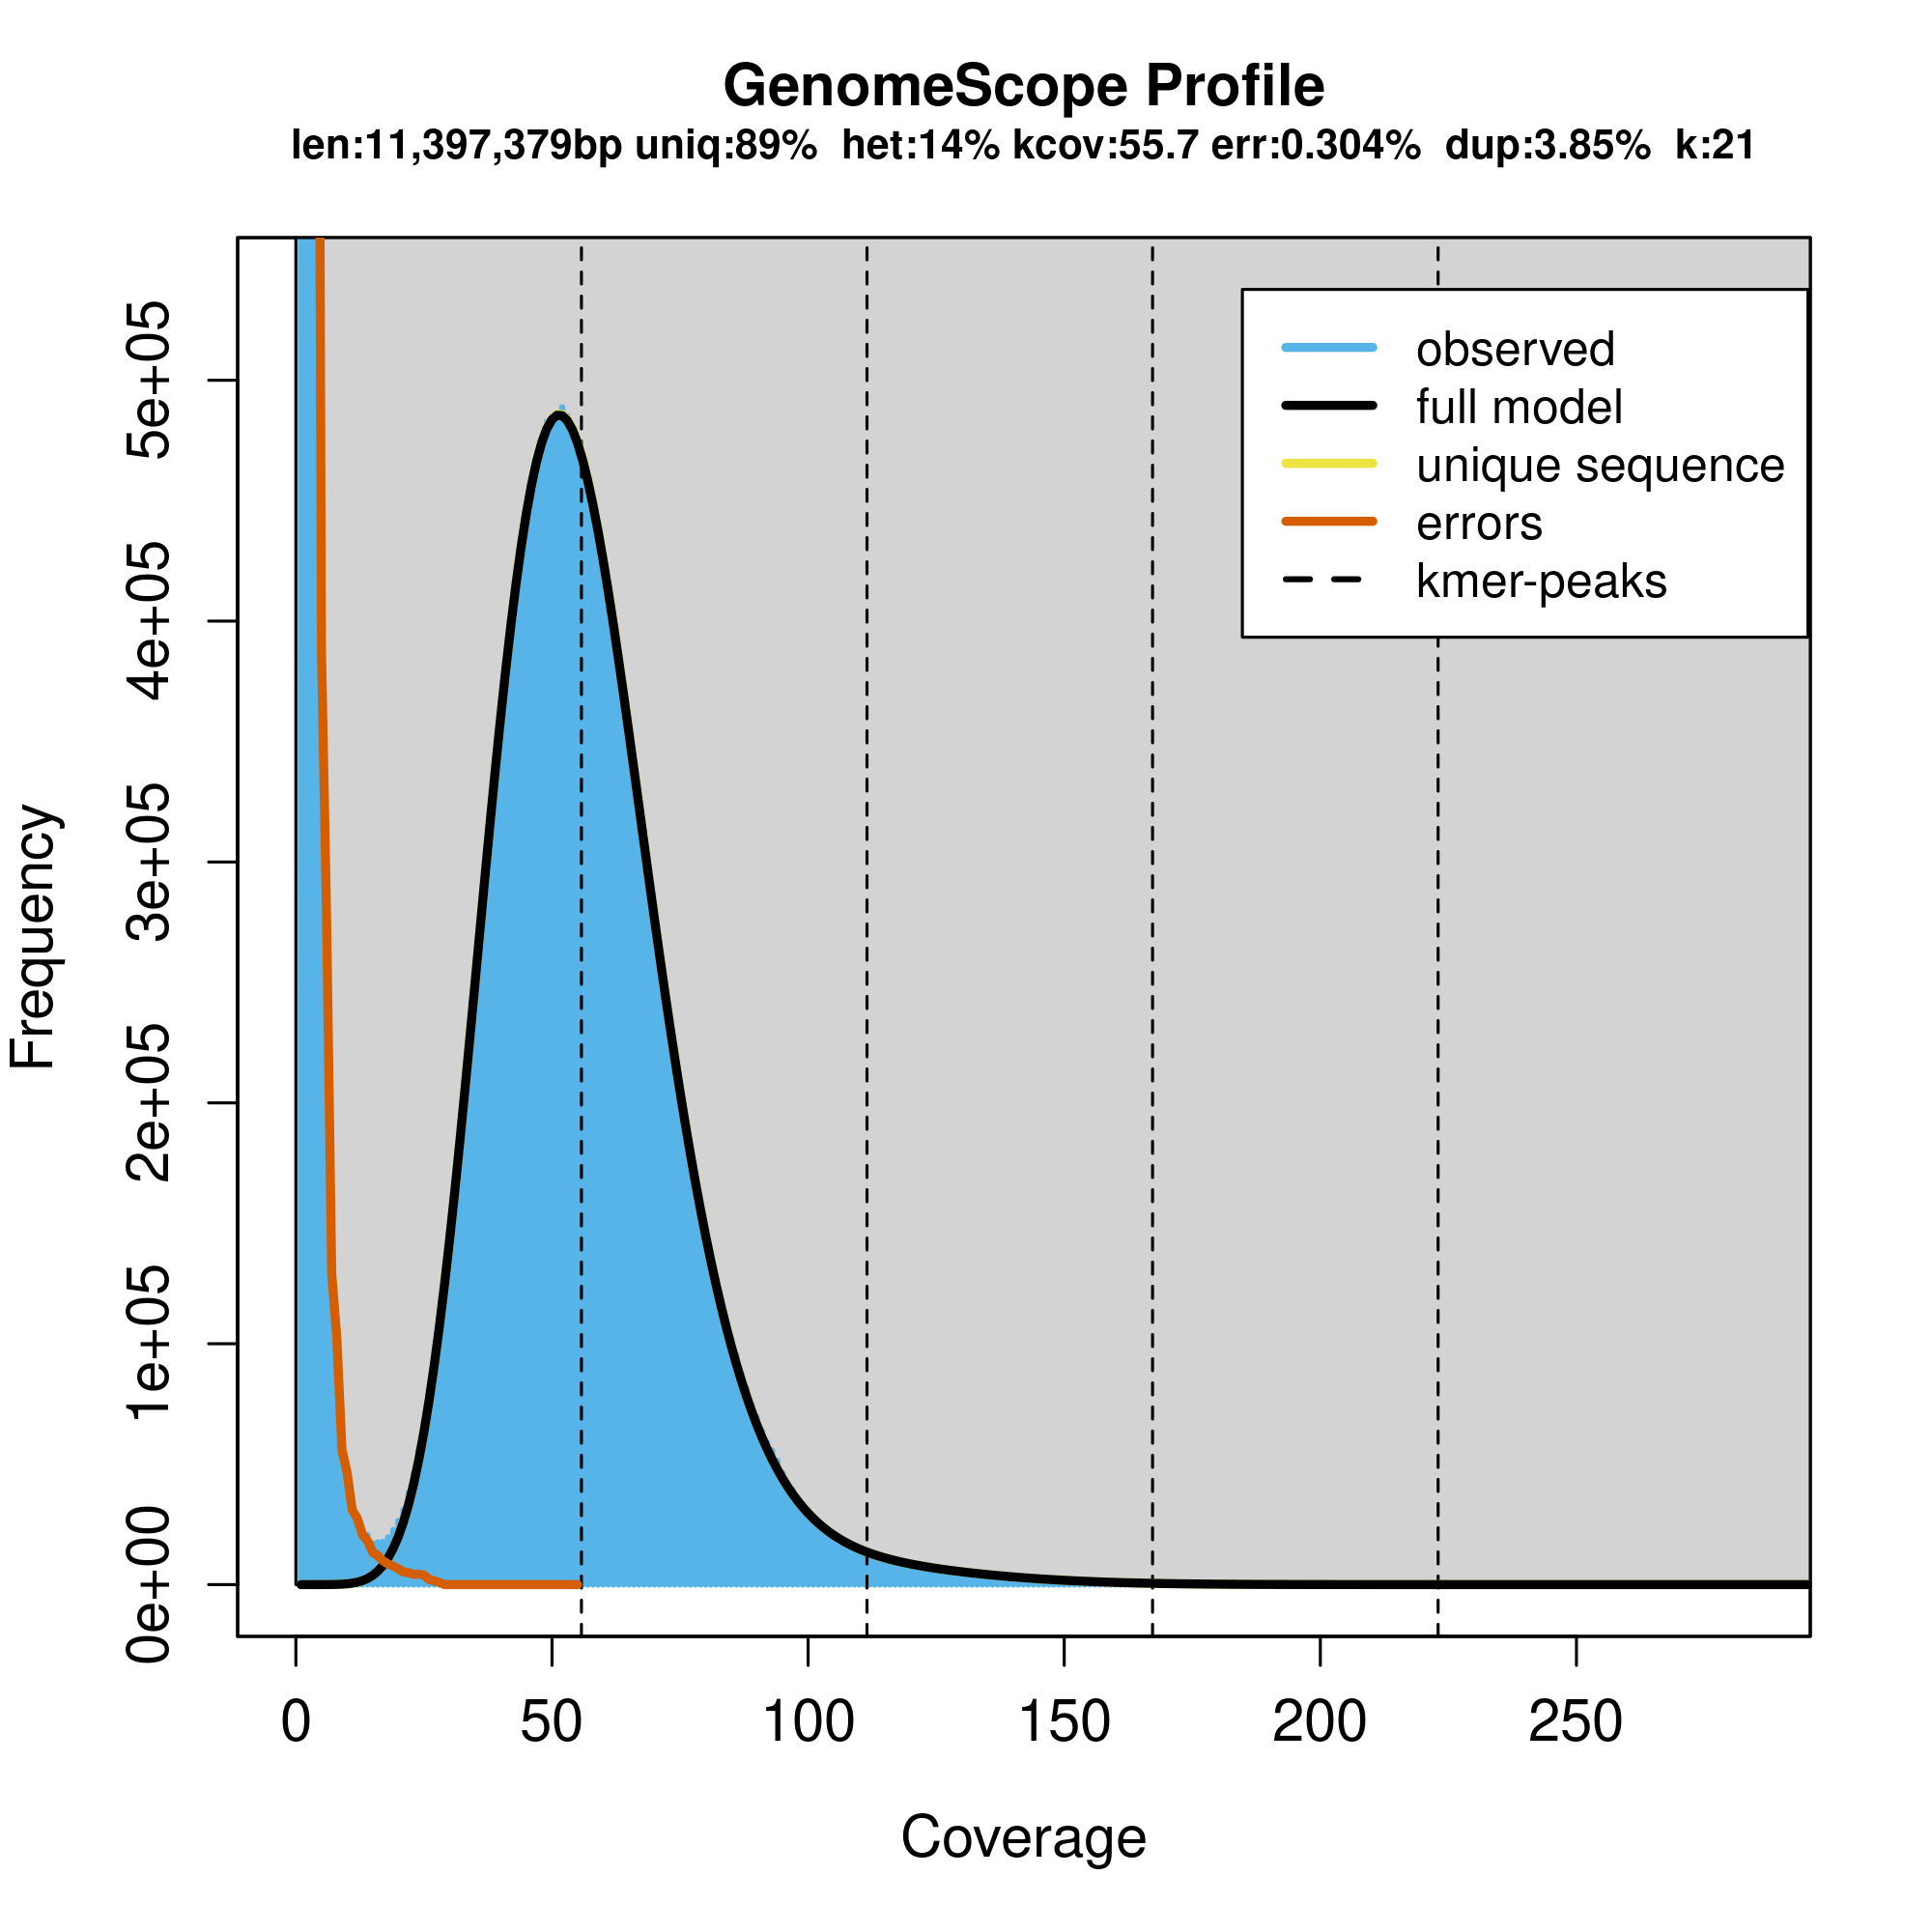 GenomeScope Profile
len:11,397,379bp uniq:89% het:14% kcov:55.7 err:0.304% dup:3.85% k:21
observed
full model
unique sequence
errors
kmer-peaks
Frequency
5e+05
4e+05
3e+05
2e+05
1e+05
0e+00
0 50 100 150 200 250
Coverage